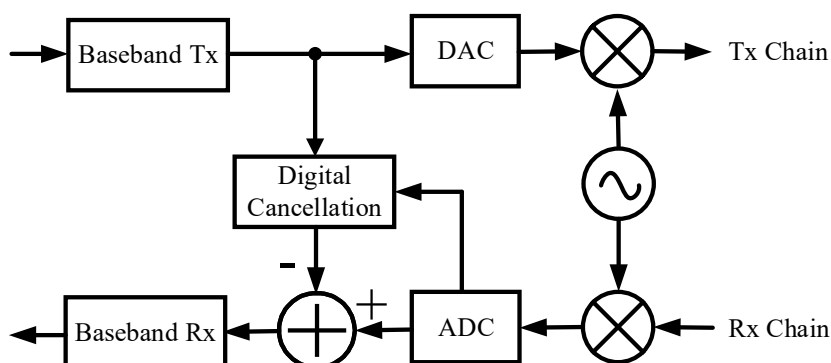 Baseband Tx
DAC
Tx Chain
Digital
Cancellation
-
+
Baseband Rx
ADC
Rx Chain